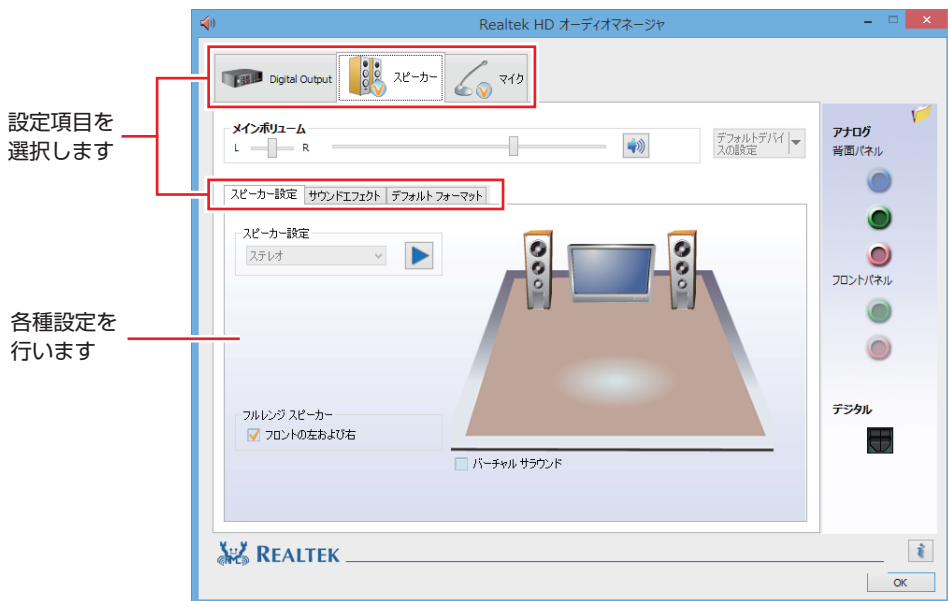 Realtek HD オーディオマネージャ
設定項目を
選択します
Digital Output
スピーカー
マイク
メインボリューム
L
R
デフォルトデバイ
スの設定
スピーカー設定
サウンドエフェクト
デフォルト フォーマット
スピーカー設定
ステレオ
各種設定を
行います
フルレンジ スピーカー
フロントの左および右
バーチャル サラウンド
アナログ
背面パネル
フロントパネル
デジタル
REALTEK
i
OK